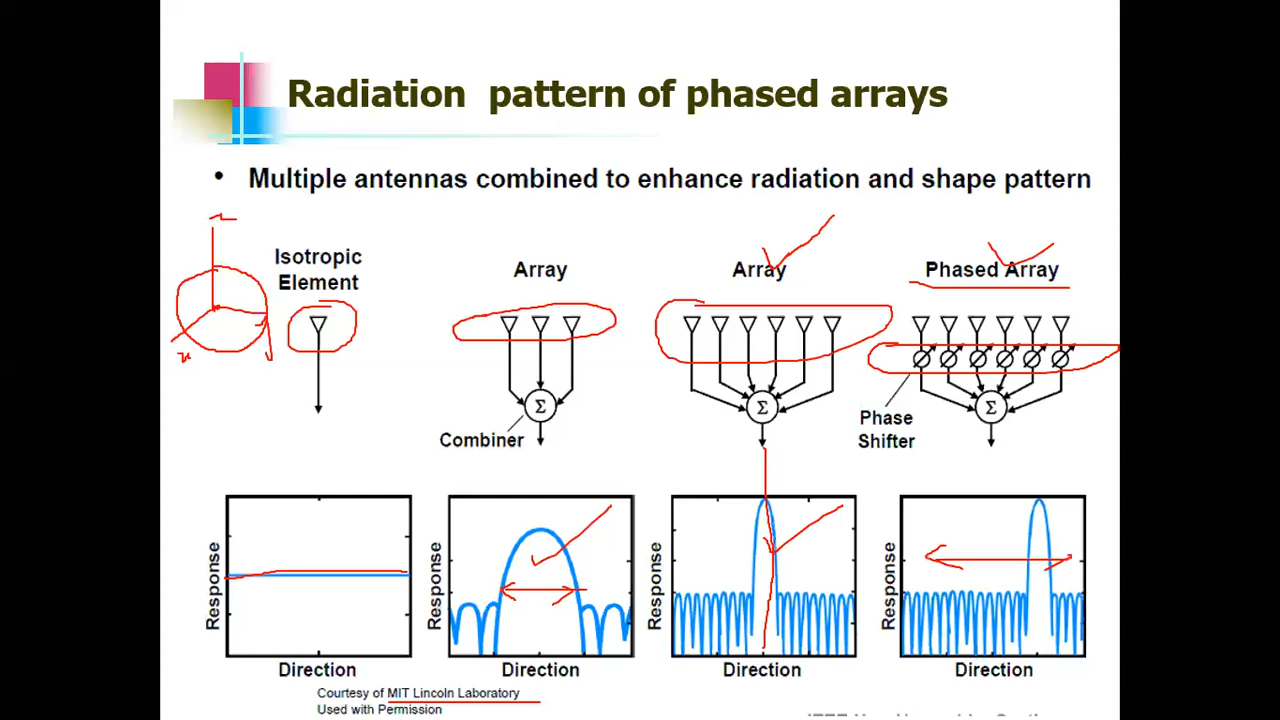 Radiation pattern of phased arrays
• Multiple antennas combined to enhance radiation and shape pattern
Isotropic
Element
Array
Array
Phased Array
Σ
Σ
Σ
Combiner
Phase
Shifter
Response
Direction
Response
Direction
Response
Direction
Response
Direction
Courtesy of MIT Lincoln Laboratory
Used with Permission